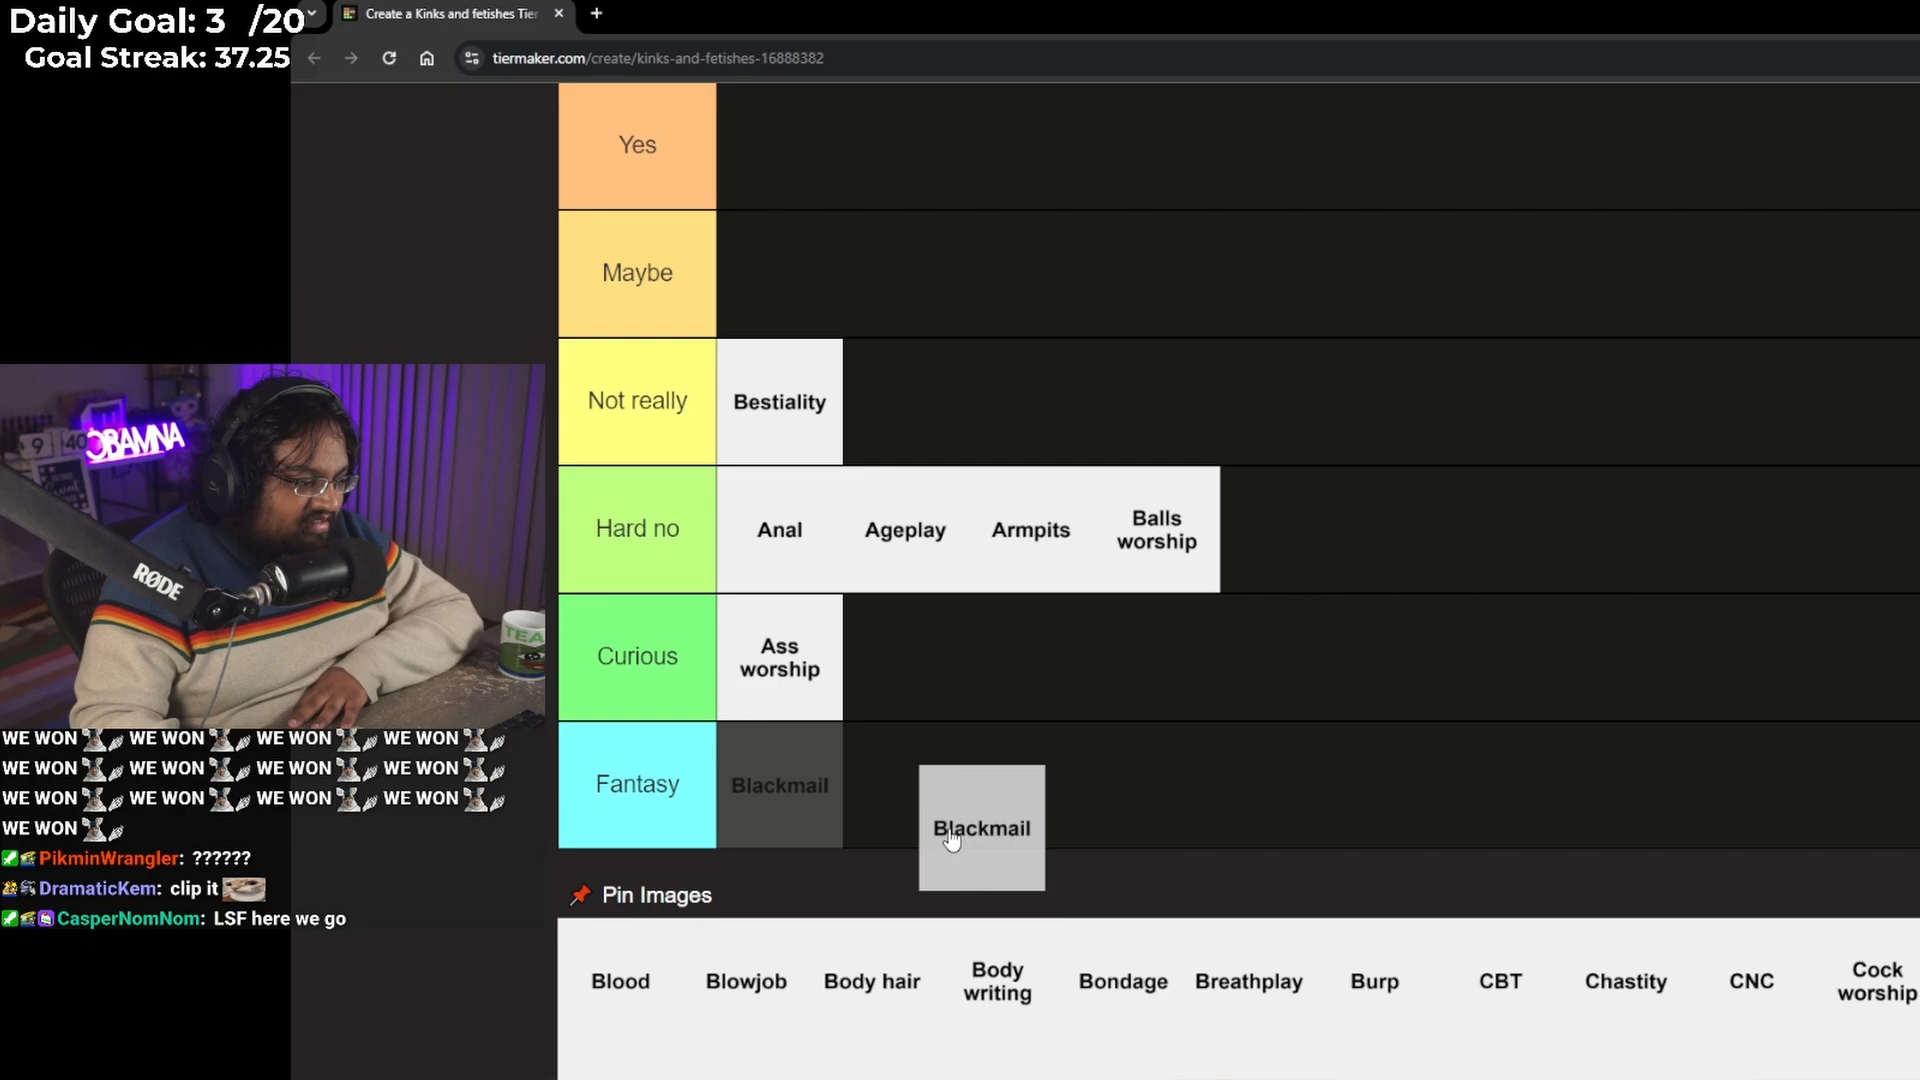 Daily Goal: 3 /20
Goal Streak: 37.25
Create a Kinks and fetishes Tier
tiermaker.com/create/kinks-and-fetishes-16888382
Yes
Maybe
Not really
Bestiality
Hard no
Anal
Ageplay
Armpits
Balls
worship
Curious
Ass
worship
Fantasy
Blackmail
Blackmail
Pin Images
Blood
Blowjob
Body hair
Body
writing
Bondage
Breathplay
Burp
CBT
Chastity
CNC
Cock
worship
9 40
OBAMNA
RØDE
TEA
WE WON WE WON WE WON WE WON
WE WON WE WON WE WON WE WON
WE WON WE WON WE WON WE WON
WE WON
PikminWrangler: ??????
DramaticKem: clip it
CasperNomNom: LSF here we go